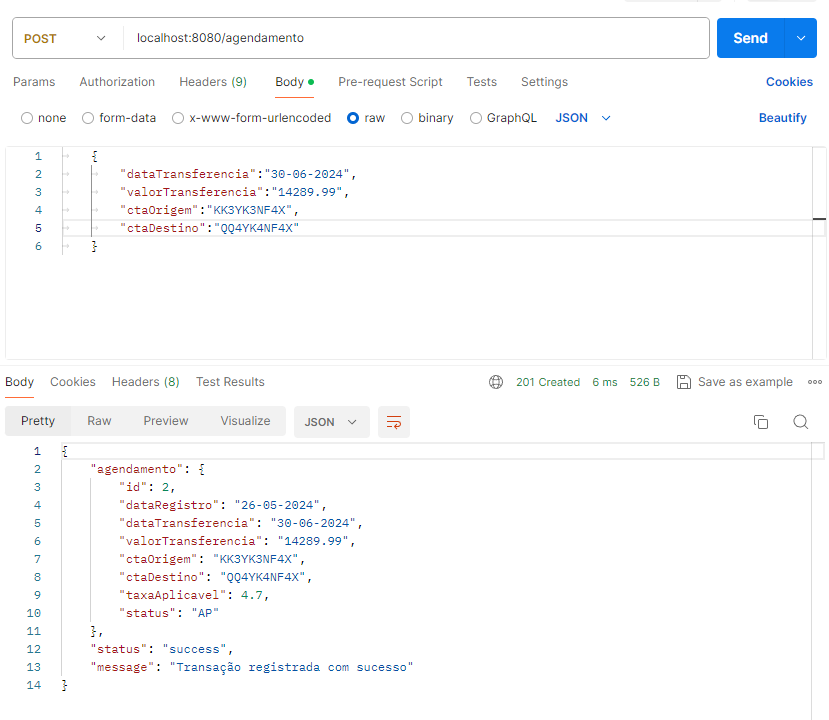 POST localhost:8080/agendamento Send
Params Authorization Headers (9) Body Pre-request Script Tests Settings Cookies
none form-data x-www-form-urlencoded raw binary GraphQL JSON Beautify
1 {
2 "dataTransferencia":"30-06-2024",
3 "valorTransferencia":"14289.99",
4 "ctaOrigem":"KK3YK3NF4X",
5 "ctaDestino":"QQ4YK4NF4X"
6 }
Body Cookies Headers (8) Test Results 201 Created 6 ms 526 B Save as example
Pretty Raw Preview Visualize JSON
1 {
2 "agendamento": {
3 "id": 2,
4 "dataRegistro": "26-05-2024",
5 "dataTransferencia": "30-06-2024",
6 "valorTransferencia": "14289.99",
7 "ctaOrigem": "KK3YK3NF4X",
8 "ctaDestino": "QQ4YK4NF4X",
9 "taxaAplicavel": 4.7,
10 "status": "AP"
11 },
12 "status": "success",
13 "message": "Transação registrada com sucesso"
14 }